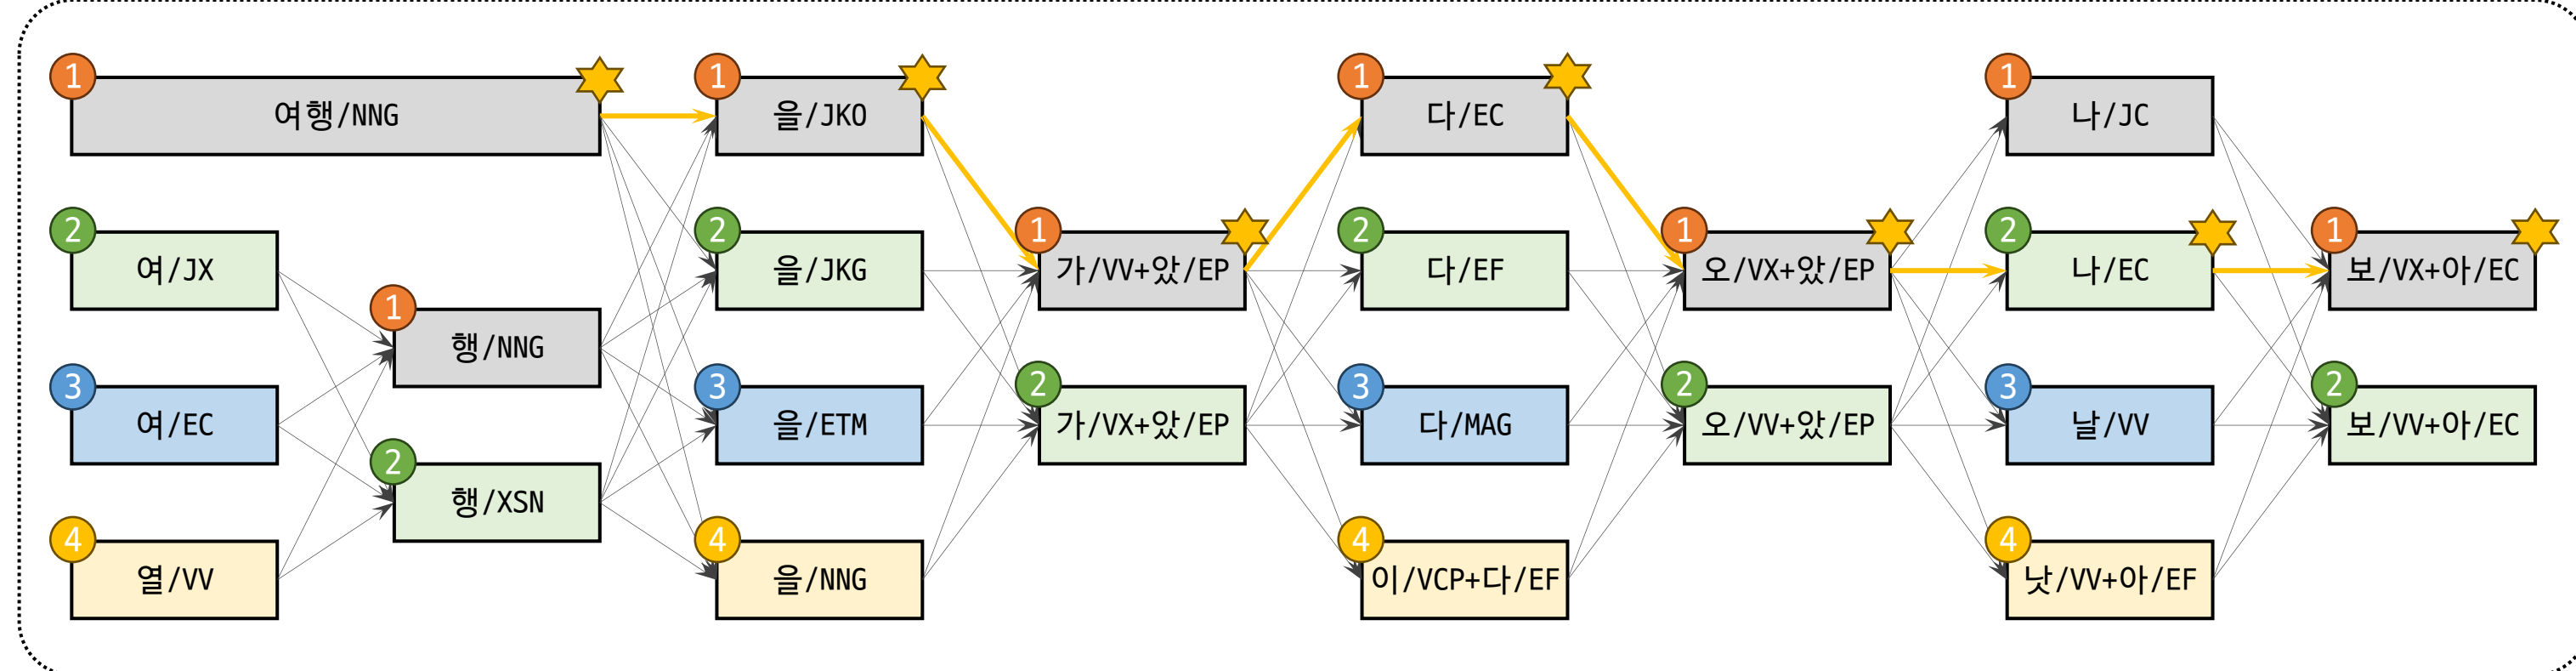 1 여행/NNG
2 여/JX
3 여/EC
4 열/VV
1 행/NNG
2 행/XSN
1 을/JKO
2 을/JKG
3 을/ETM
4 을/NNG
1 가/VV+았/EP
2 가/VX+았/EP
1 다/EC
2 다/EF
3 다/MAG
4 이/VCP+다/EF
1 오/VX+았/EP
2 오/VV+았/EP
1 나/JC
2 나/EC
3 날/VV
4 낫/VV+아/EF
1 보/VX+아/EC
2 보/VV+아/EC